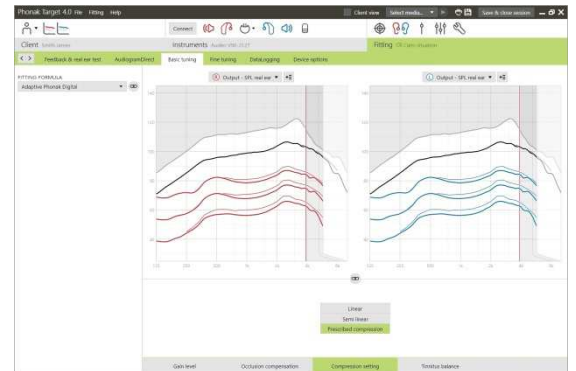 Phonak Target 4.0 File Fitting Help
Client view Select media... Save & close session
Connect
Client Instruments Fitting
Feedback & real ear test AudiogramDirect Basic tuning Fine tuning DataLogging Device options
FITTING FORMULA
Adaptive Phonak Digital
R Output - SPL real ear
L Output - SPL real ear
Linear
Semi linear
Prescribed compression
Gain level Occlusion compensation Compression setting Tinnitus balance